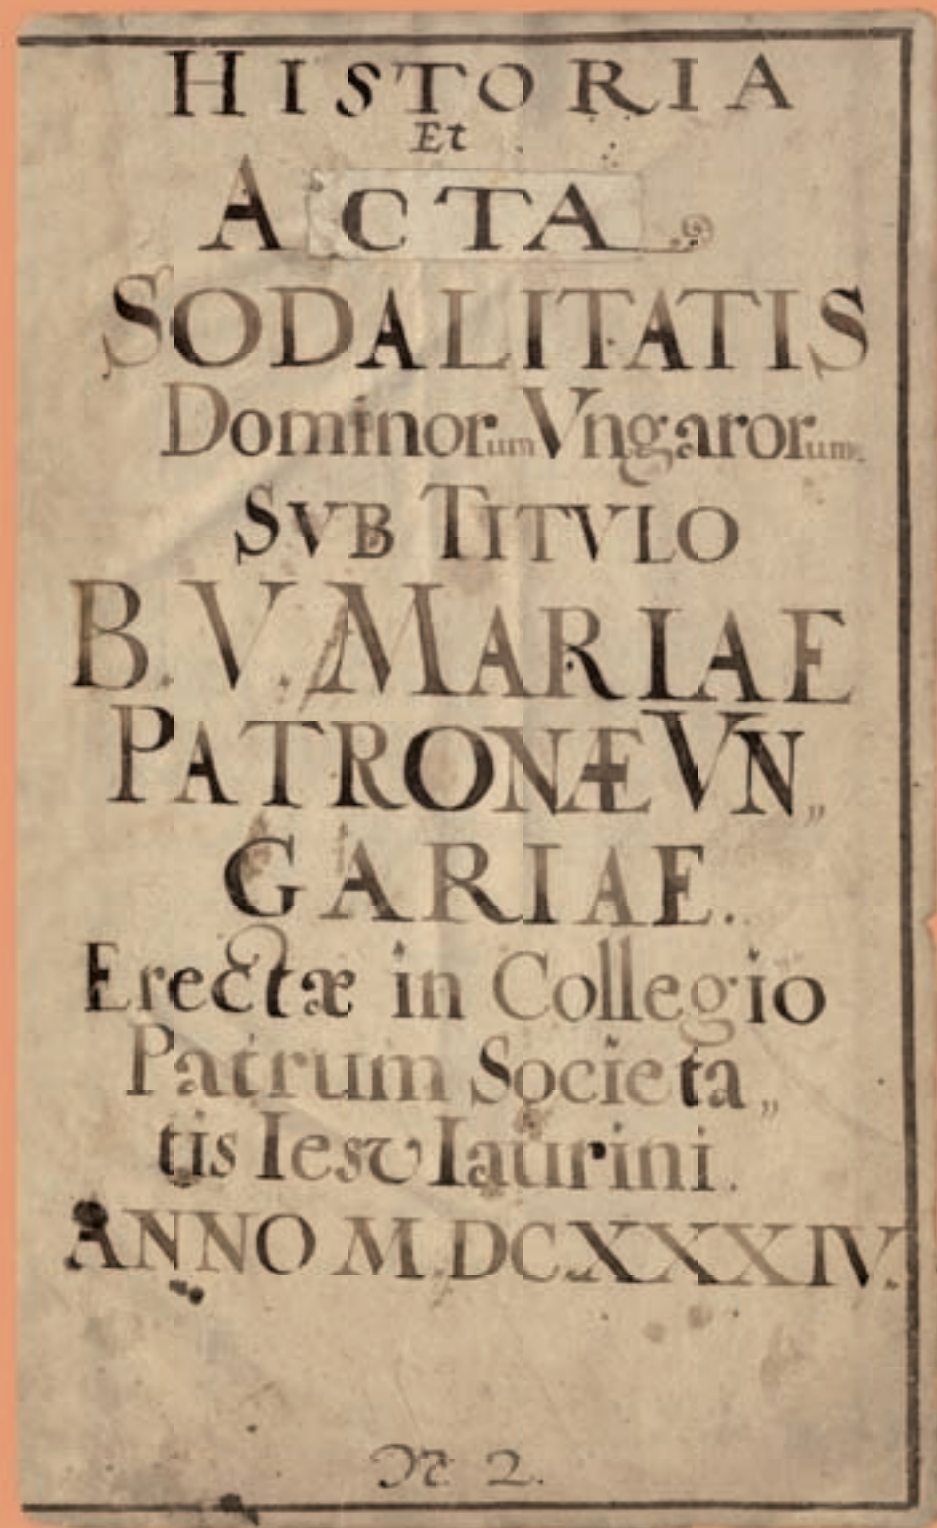 HISTORIA
Et
ACTA
SODALITATIS
Dominorum Vngarorum
SVB TITVLO
B. V. MARIAE
PATRONÆ VN„
GARIAE.
Erectæ in Collegio
Patrum Societa„
tis Iesv Iaurini.
ANNO M.DCXXXIV.
N 2.